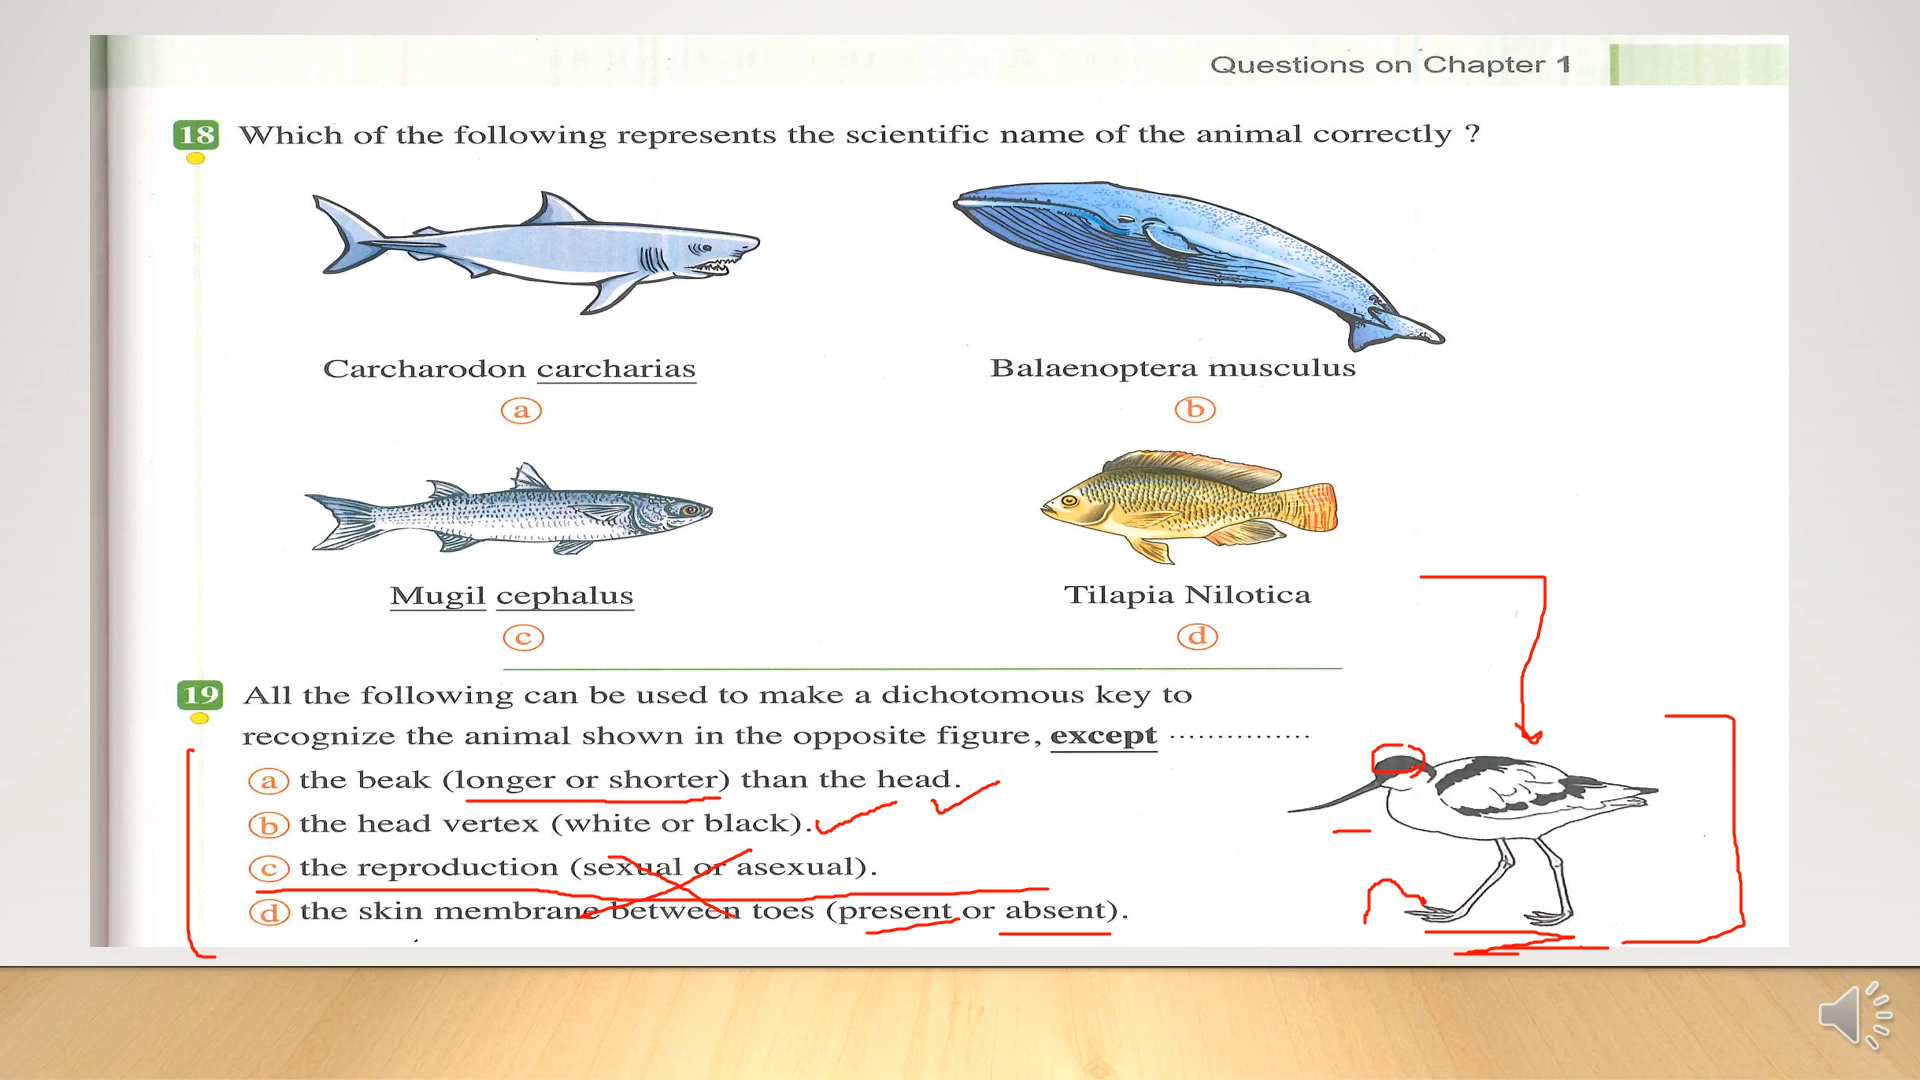 Questions on Chapter 1
18 Which of the following represents the scientific name of the animal correctly ?
Carcharodon carcharias
a
Balaenoptera musculus
b
Mugil cephalus
c
Tilapia Nilotica
d
19 All the following can be used to make a dichotomous key to
recognize the animal shown in the opposite figure, except ..............
a the beak (longer or shorter) than the head.
b the head vertex (white or black).
c the reproduction (sexual or asexual).
d the skin membrane between toes (present or absent).